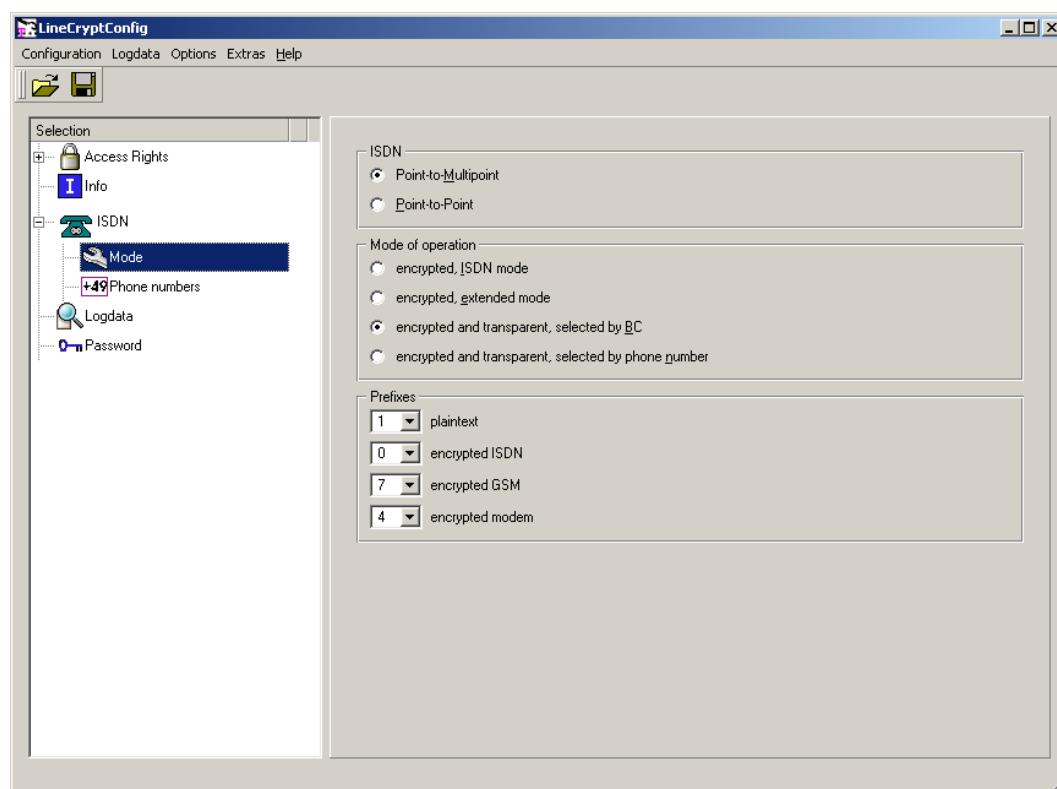 LineCryptConfig
Configuration Logdata Options Extras Help
Selection
Access Rights
I Info
ISDN
Mode
+49 Phone numbers
Logdata
Password
ISDN
Point-to-Multipoint
Point-to-Point
Mode of operation
encrypted, ISDN mode
encrypted, extended mode
encrypted and transparent, selected by BC
encrypted and transparent, selected by phone number
Prefixes
1 plaintext
0 encrypted ISDN
7 encrypted GSM
4 encrypted modem